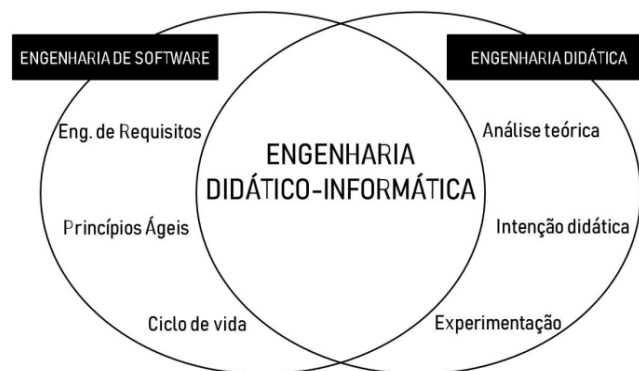 ENGENHARIA DE SOFTWARE
ENGENHARIA DIDÁTICA
Eng. de Requisitos
Análise teórica
ENGENHARIA
DIDÁTICO-INFORMÁTICA
Princípios Ágeis
Intenção didática
Ciclo de vida
Experimentação